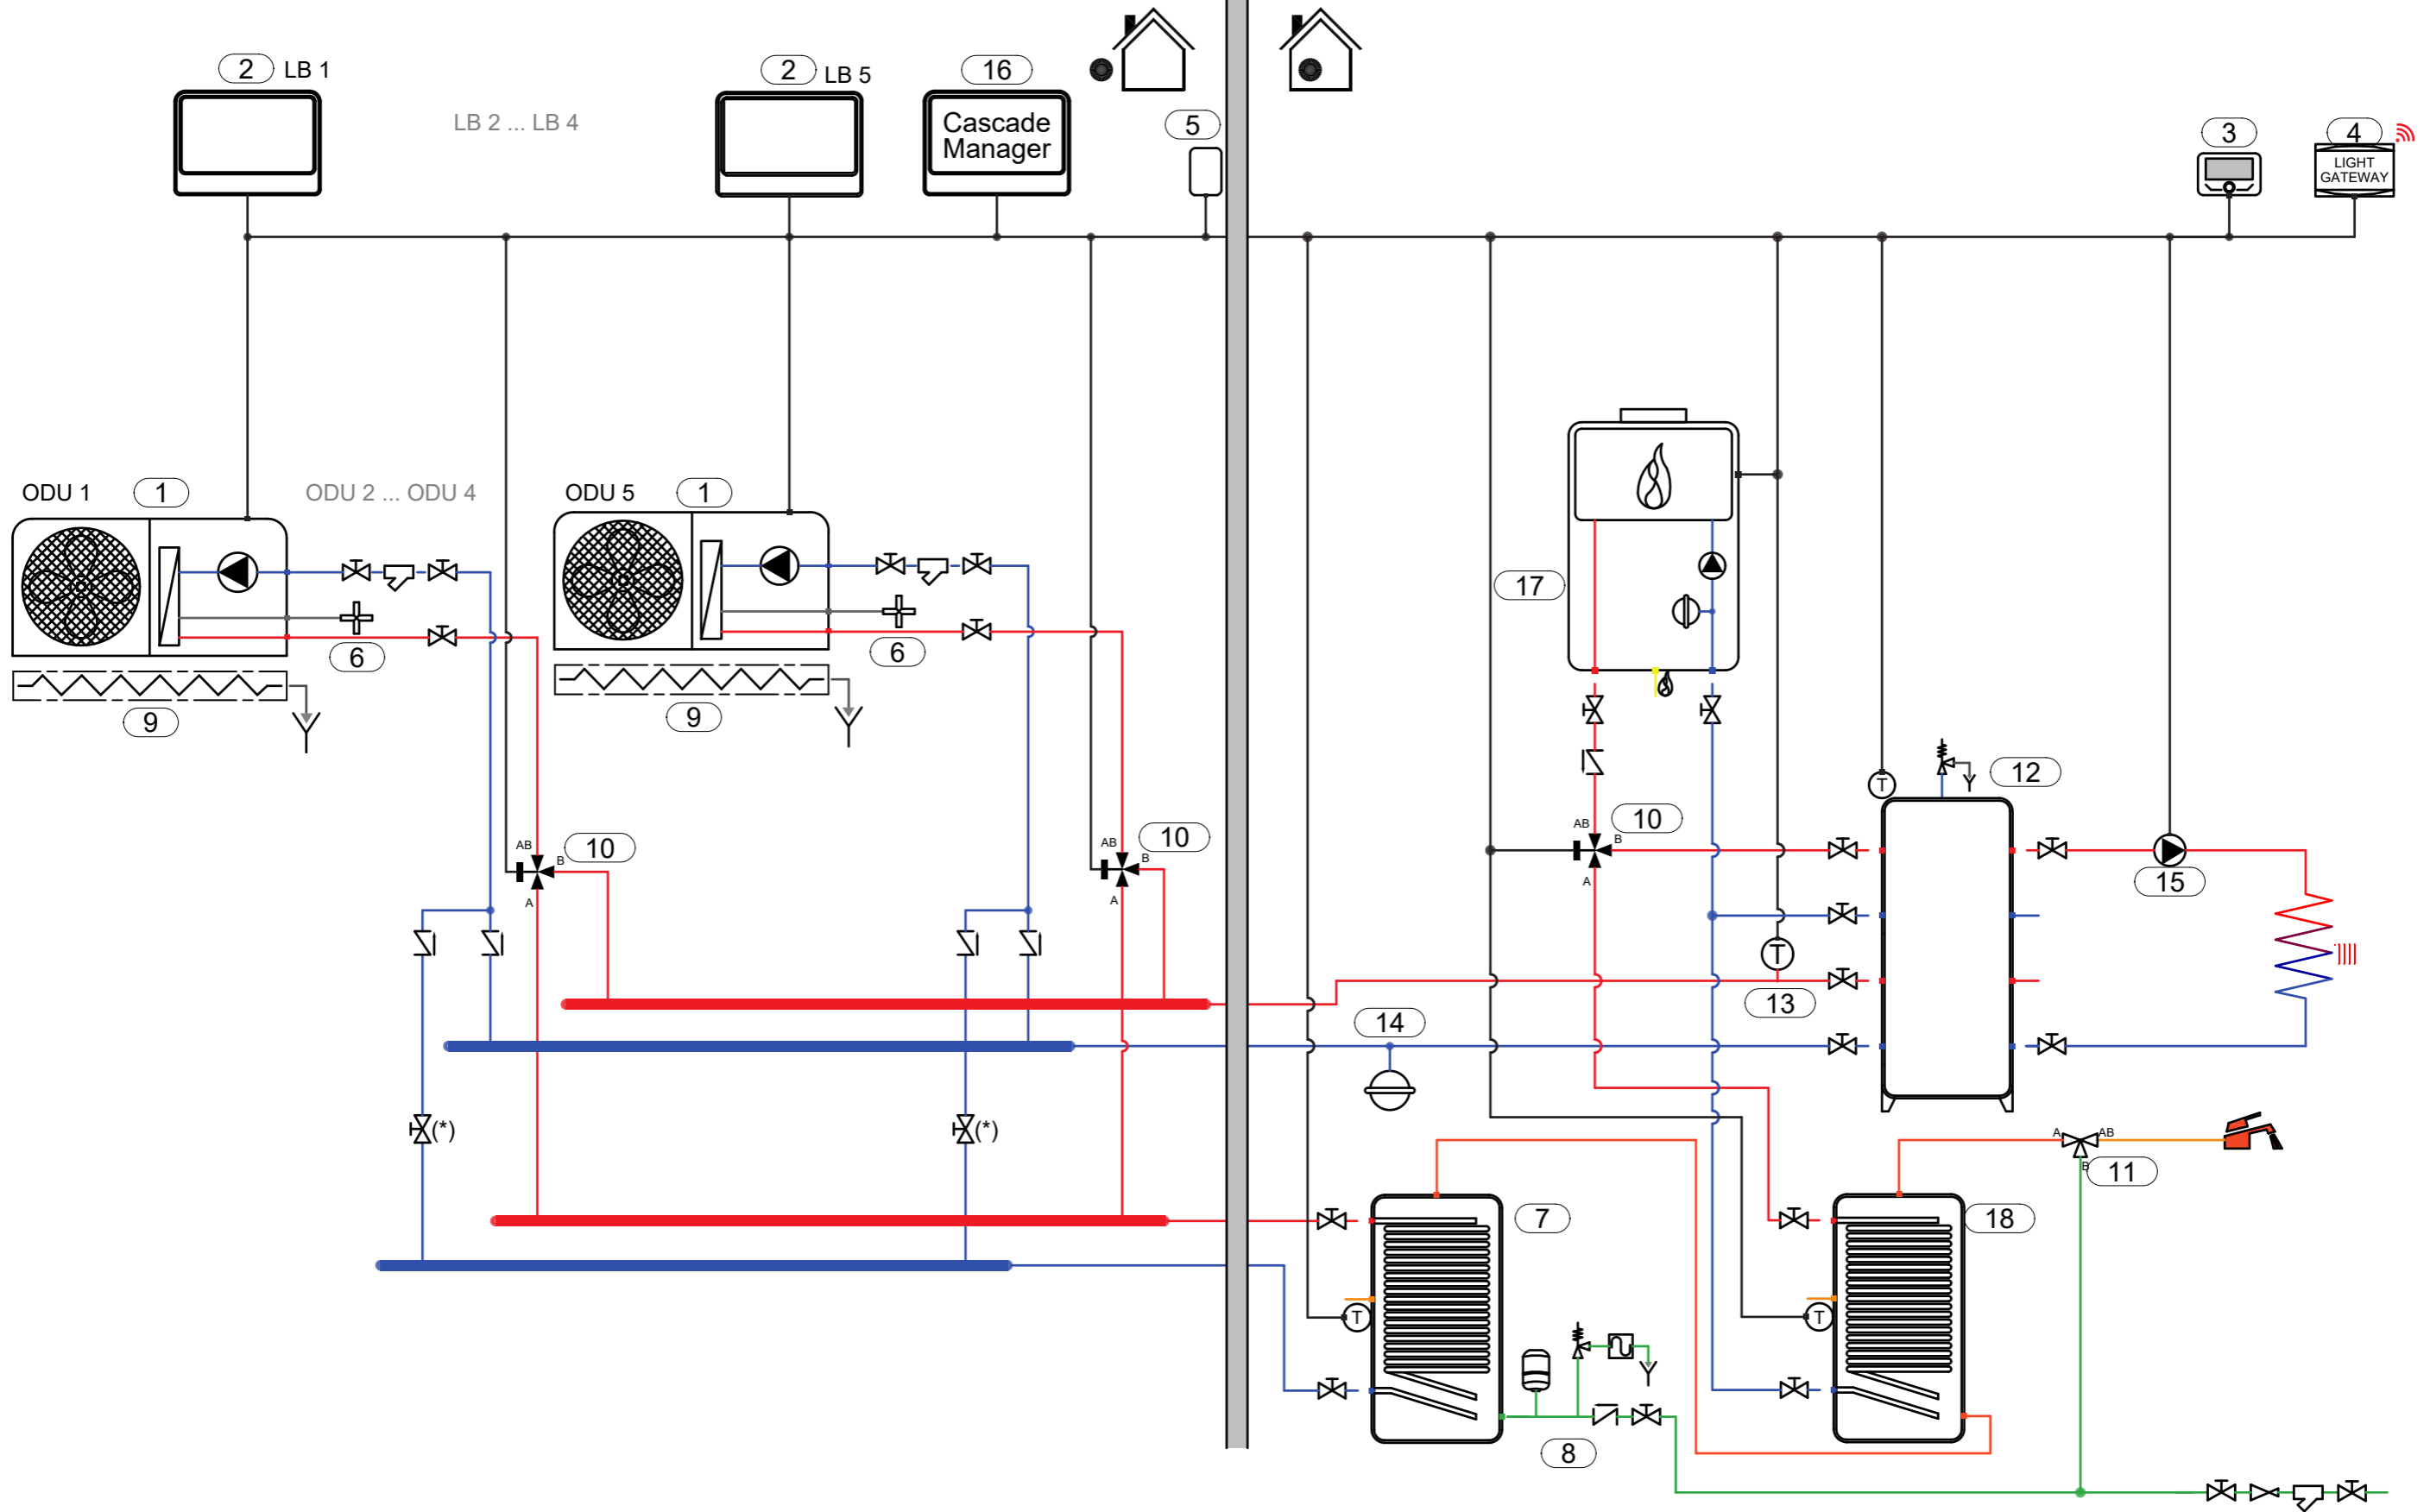 2 LB 1
LB 2 ... LB 4
2 LB 5
16
Cascade
Manager
5
3
4
LIGHT
GATEWAY
ODU 1 1
ODU 2 ... ODU 4
ODU 5 1
6
9
6
9
17
12
T
AB
B
10
A
AB
B
10
A
AB
B
10
A
15
T
13
14
(*)
(*)
A
AB
B
11
7
18
T
T
8